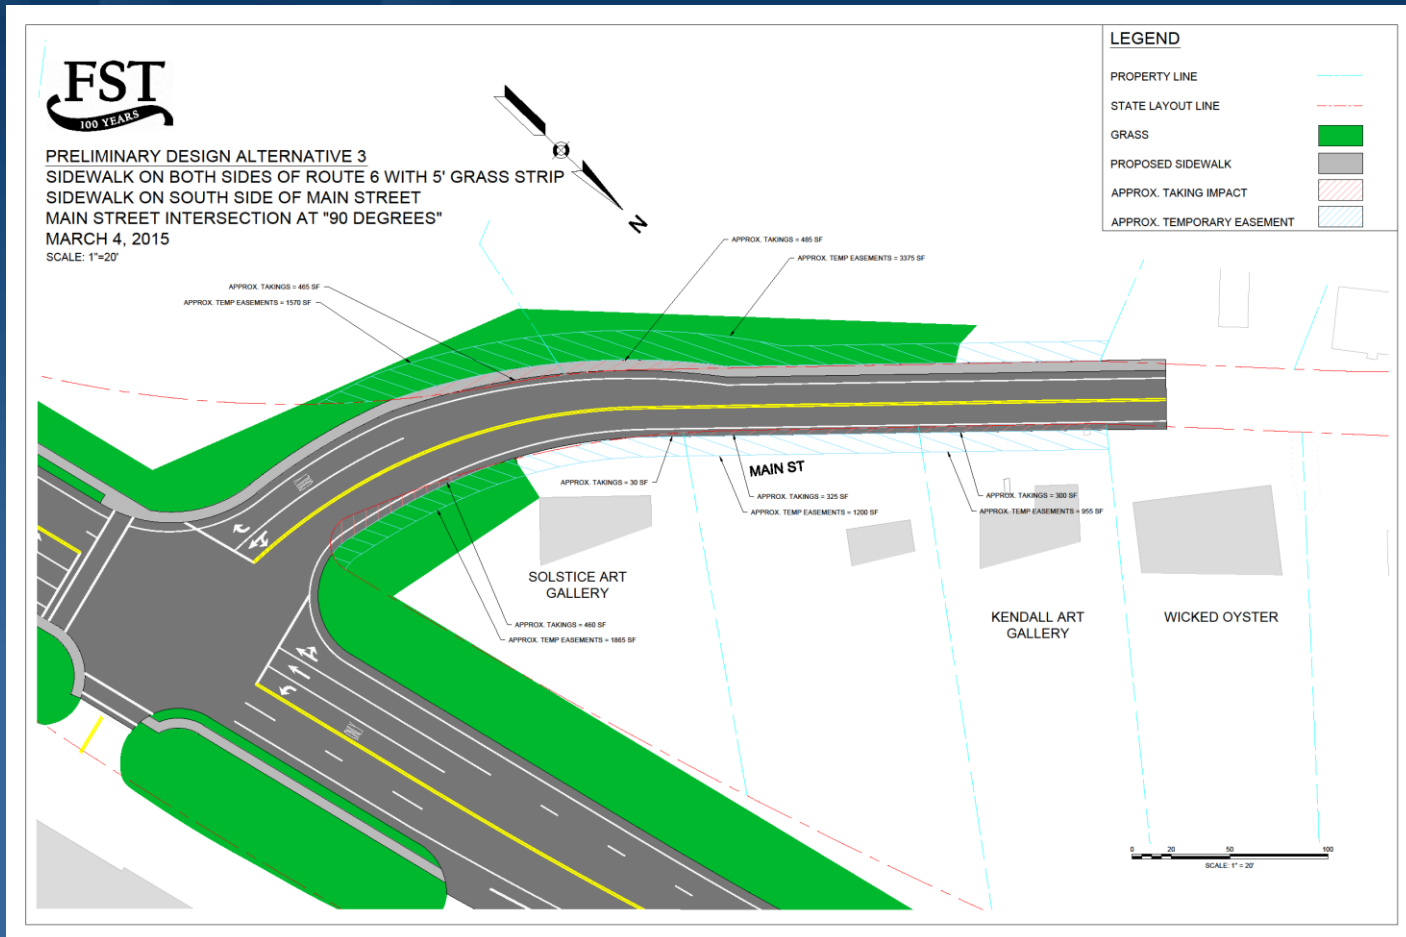 FST
100 YEARS
PRELIMINARY DESIGN ALTERNATIVE 3
SIDEWALK ON BOTH SIDES OF ROUTE 6 WITH 5' GRASS STRIP
SIDEWALK ON SOUTH SIDE OF MAIN STREET
MAIN STREET INTERSECTION AT "90 DEGREES"
MARCH 4, 2015
SCALE: 1"=20'
N
LEGEND
PROPERTY LINE
STATE LAYOUT LINE
GRASS
PROPOSED SIDEWALK
APPROX. TAKING IMPACT
APPROX. TEMPORARY EASEMENT
APPROX. TAKINGS = 485 SF
APPROX. TEMP EASEMENTS = 3375 SF
APPROX. TAKINGS = 465 SF
APPROX. TEMP EASEMENTS = 1570 SF
MAIN ST
APPROX. TAKINGS = 30 SF
APPROX. TAKINGS = 325 SF
APPROX. TEMP EASEMENTS = 1200 SF
APPROX. TAKINGS = 300 SF
APPROX. TEMP EASEMENTS = 955 SF
SOLSTICE ART
GALLERY
KENDALL ART
GALLERY
WICKED OYSTER
APPROX. TAKINGS = 460 SF
APPROX. TEMP EASEMENTS = 1865 SF
0 20 50 100
SCALE: 1" = 20'